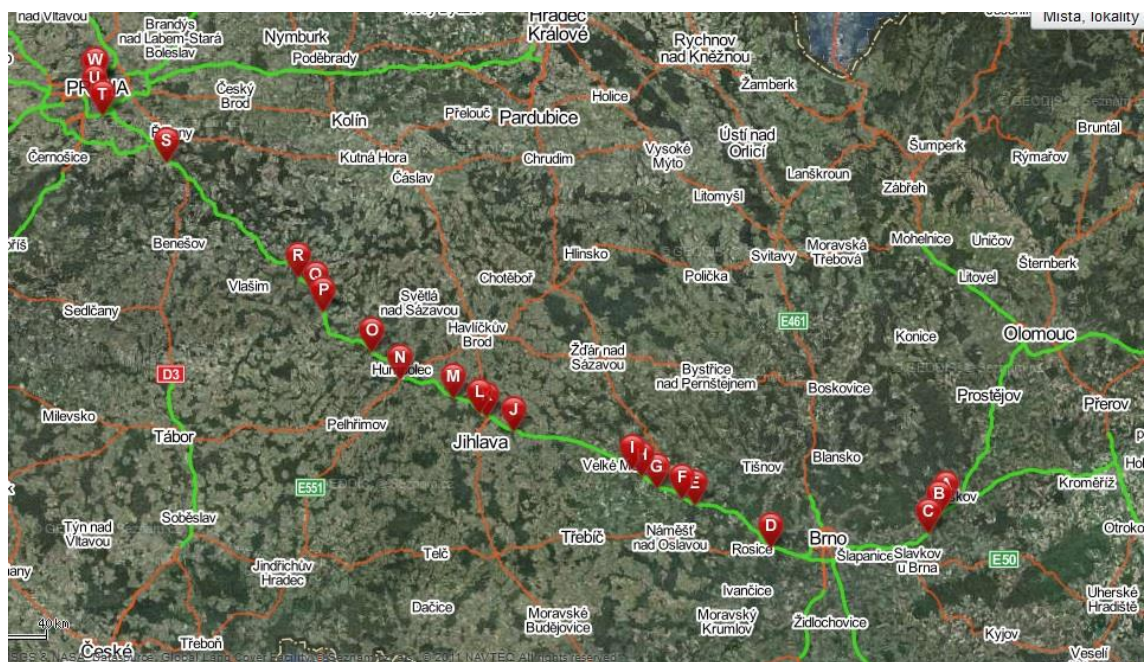 nad Vltavou
Brandýs
nad Labem-Stará
Boleslav
Nymburk
Poděbrady
Hradec
Králové
Rychnov
nad Kněžnou
Místa, lokality
W
U
T
Český
Brod
Kolín
Přelouč
Pardubice
Holice
Žamberk
Bruntál
S
Černošice
Kutná Hora
Čáslav
Chrudim
Vysoké
Mýto
Ústí nad
Orlicí
Lanškroun
Šumperk
Rýmařov
Zábřeh
Litomyšl
Benešov
R
Q
P
Vlašim
Chotěboř
Hlinsko
Polička
Svitavy
Moravská
Třebová
Mohelnice
Uničov
Šternberk
Litovel
Sedlčany
Světlá
nad Sázavou
O
Havlíčkův
Brod
E461
Konice
Olomouc
D3
N
Humpolec
M
L
J
Žďár nad
Sázavou
Bystřice
nad Pernštejnem
Boskovice
Prostějov
Přerov
Milevsko
Tábor
Pelhřimov
Jihlava
I
G
F
E
Tišnov
Blansko
A
B
C
Kroměříž
E551
Soběslav
Týn nad
Vltavou
D
Třebíč
Náměšť
nad Oslavou
Rosice
Brno
Šlapanice
Slavkov
u Brna
E50
Otroko
Jindřichův
Hradec
Telč
Ivančice
Uherské
Hradiště
Dačice
Moravské
Budějovice
Moravský
Krumlov
Židlochovice
Kyjov
Veselí
40 km
České
Třeboň